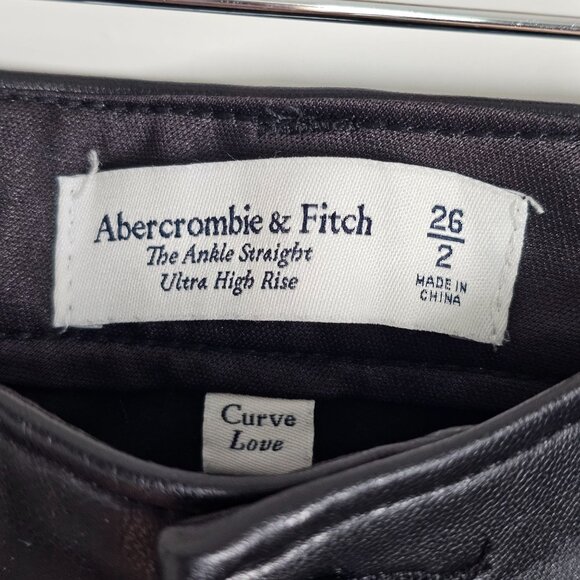 Abercrombie & Fitch
The Ankle Straight
Ultra High Rise
26
2
MADE IN
CHINA
Curve
Love